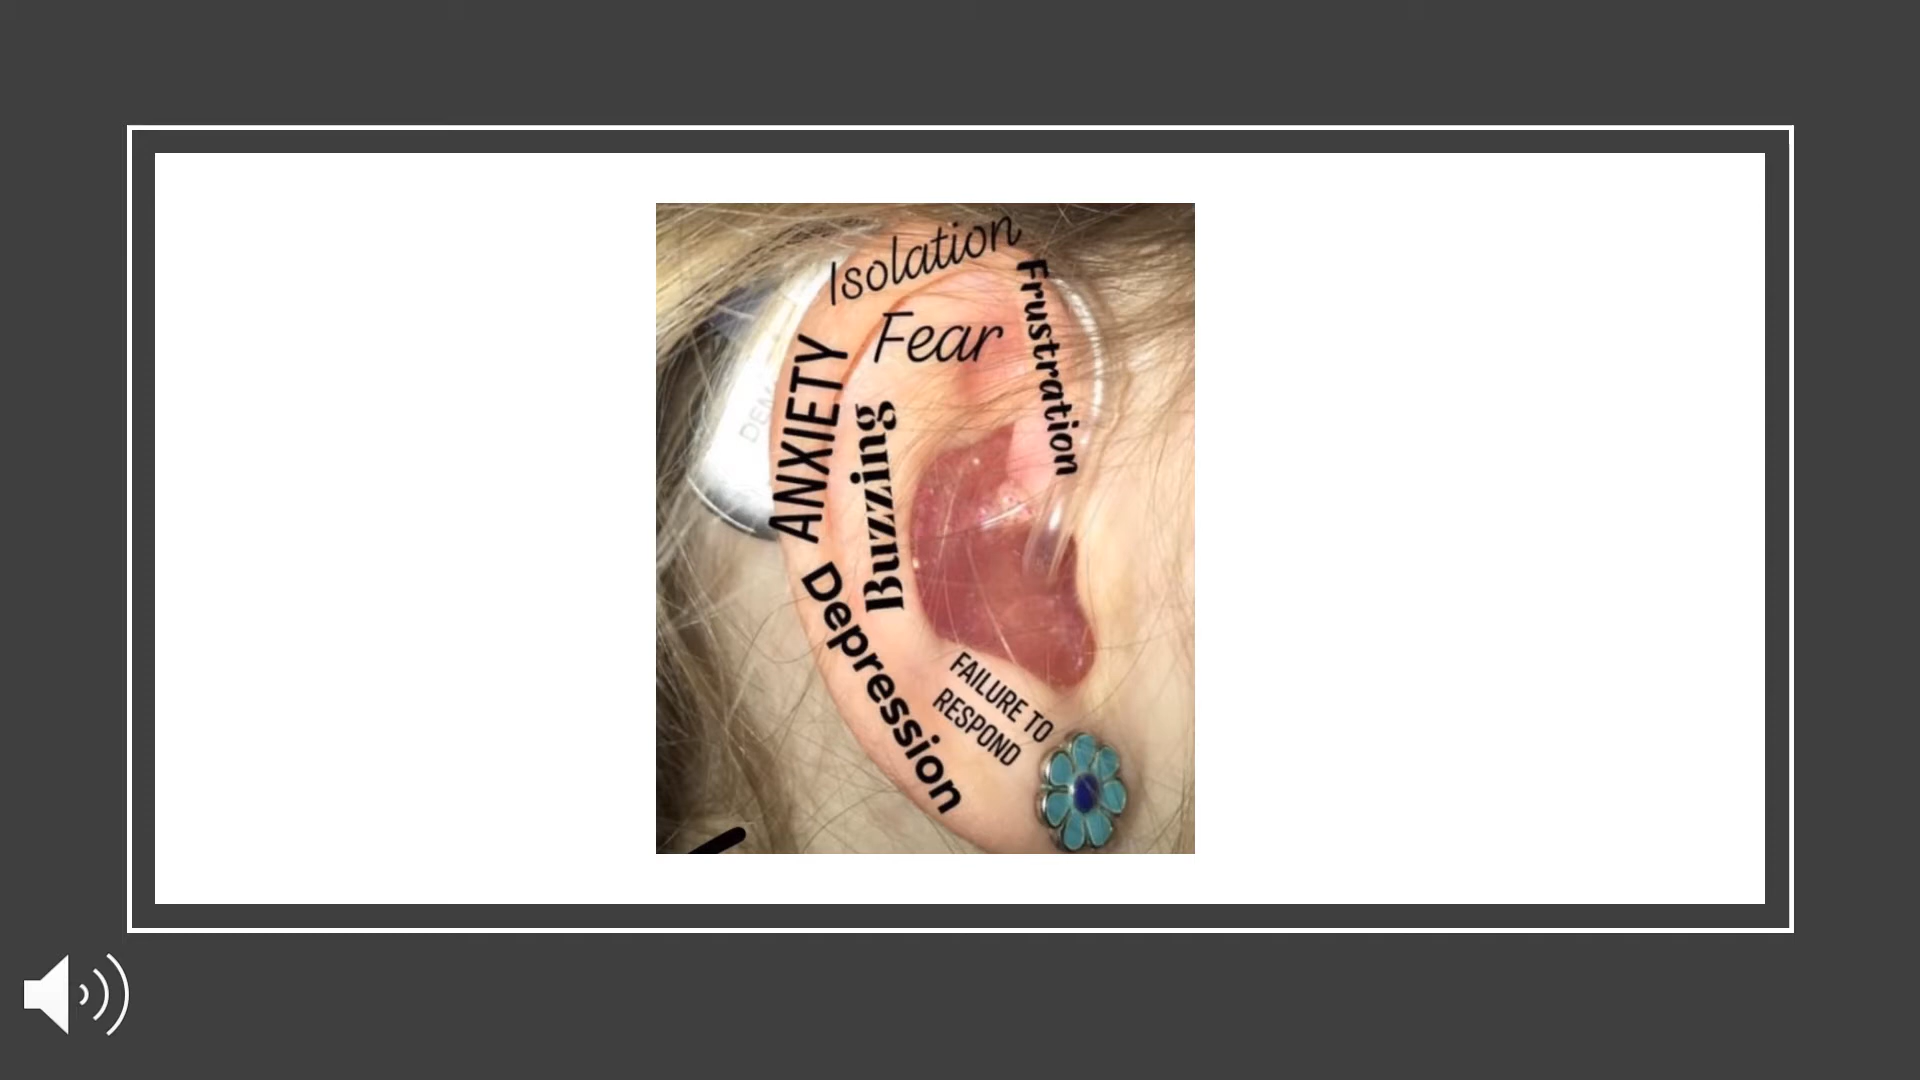 Isolation
Frustration
Fear
ANXIETY
Buzzing
Depression
FAILURE TO
RESPOND